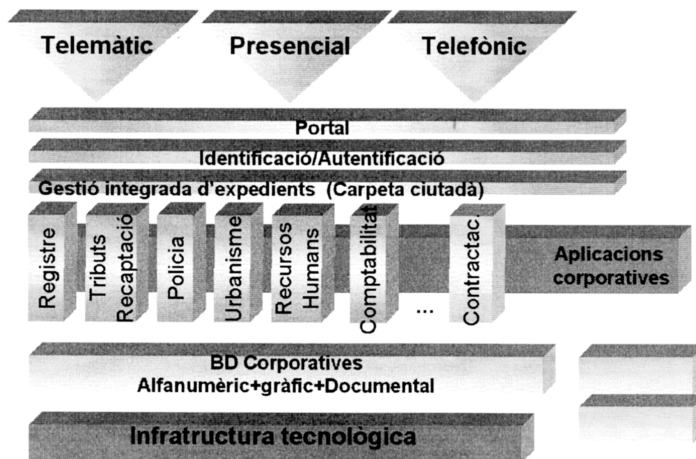 Telemàtic
Presencial
Telefònic
Portal
Identificació/Autentificació
Gestió integrada d'expedients (Carpeta ciutadà)
Registre
Tributs
Recaptació
Policia
Urbanisme
Recursos
Humans
Comptabilitat
...
Contractac.
Aplicacions
corporatives
BD Corporatives
Alfanumèric+gràfic+Documental
Infratructura tecnològica